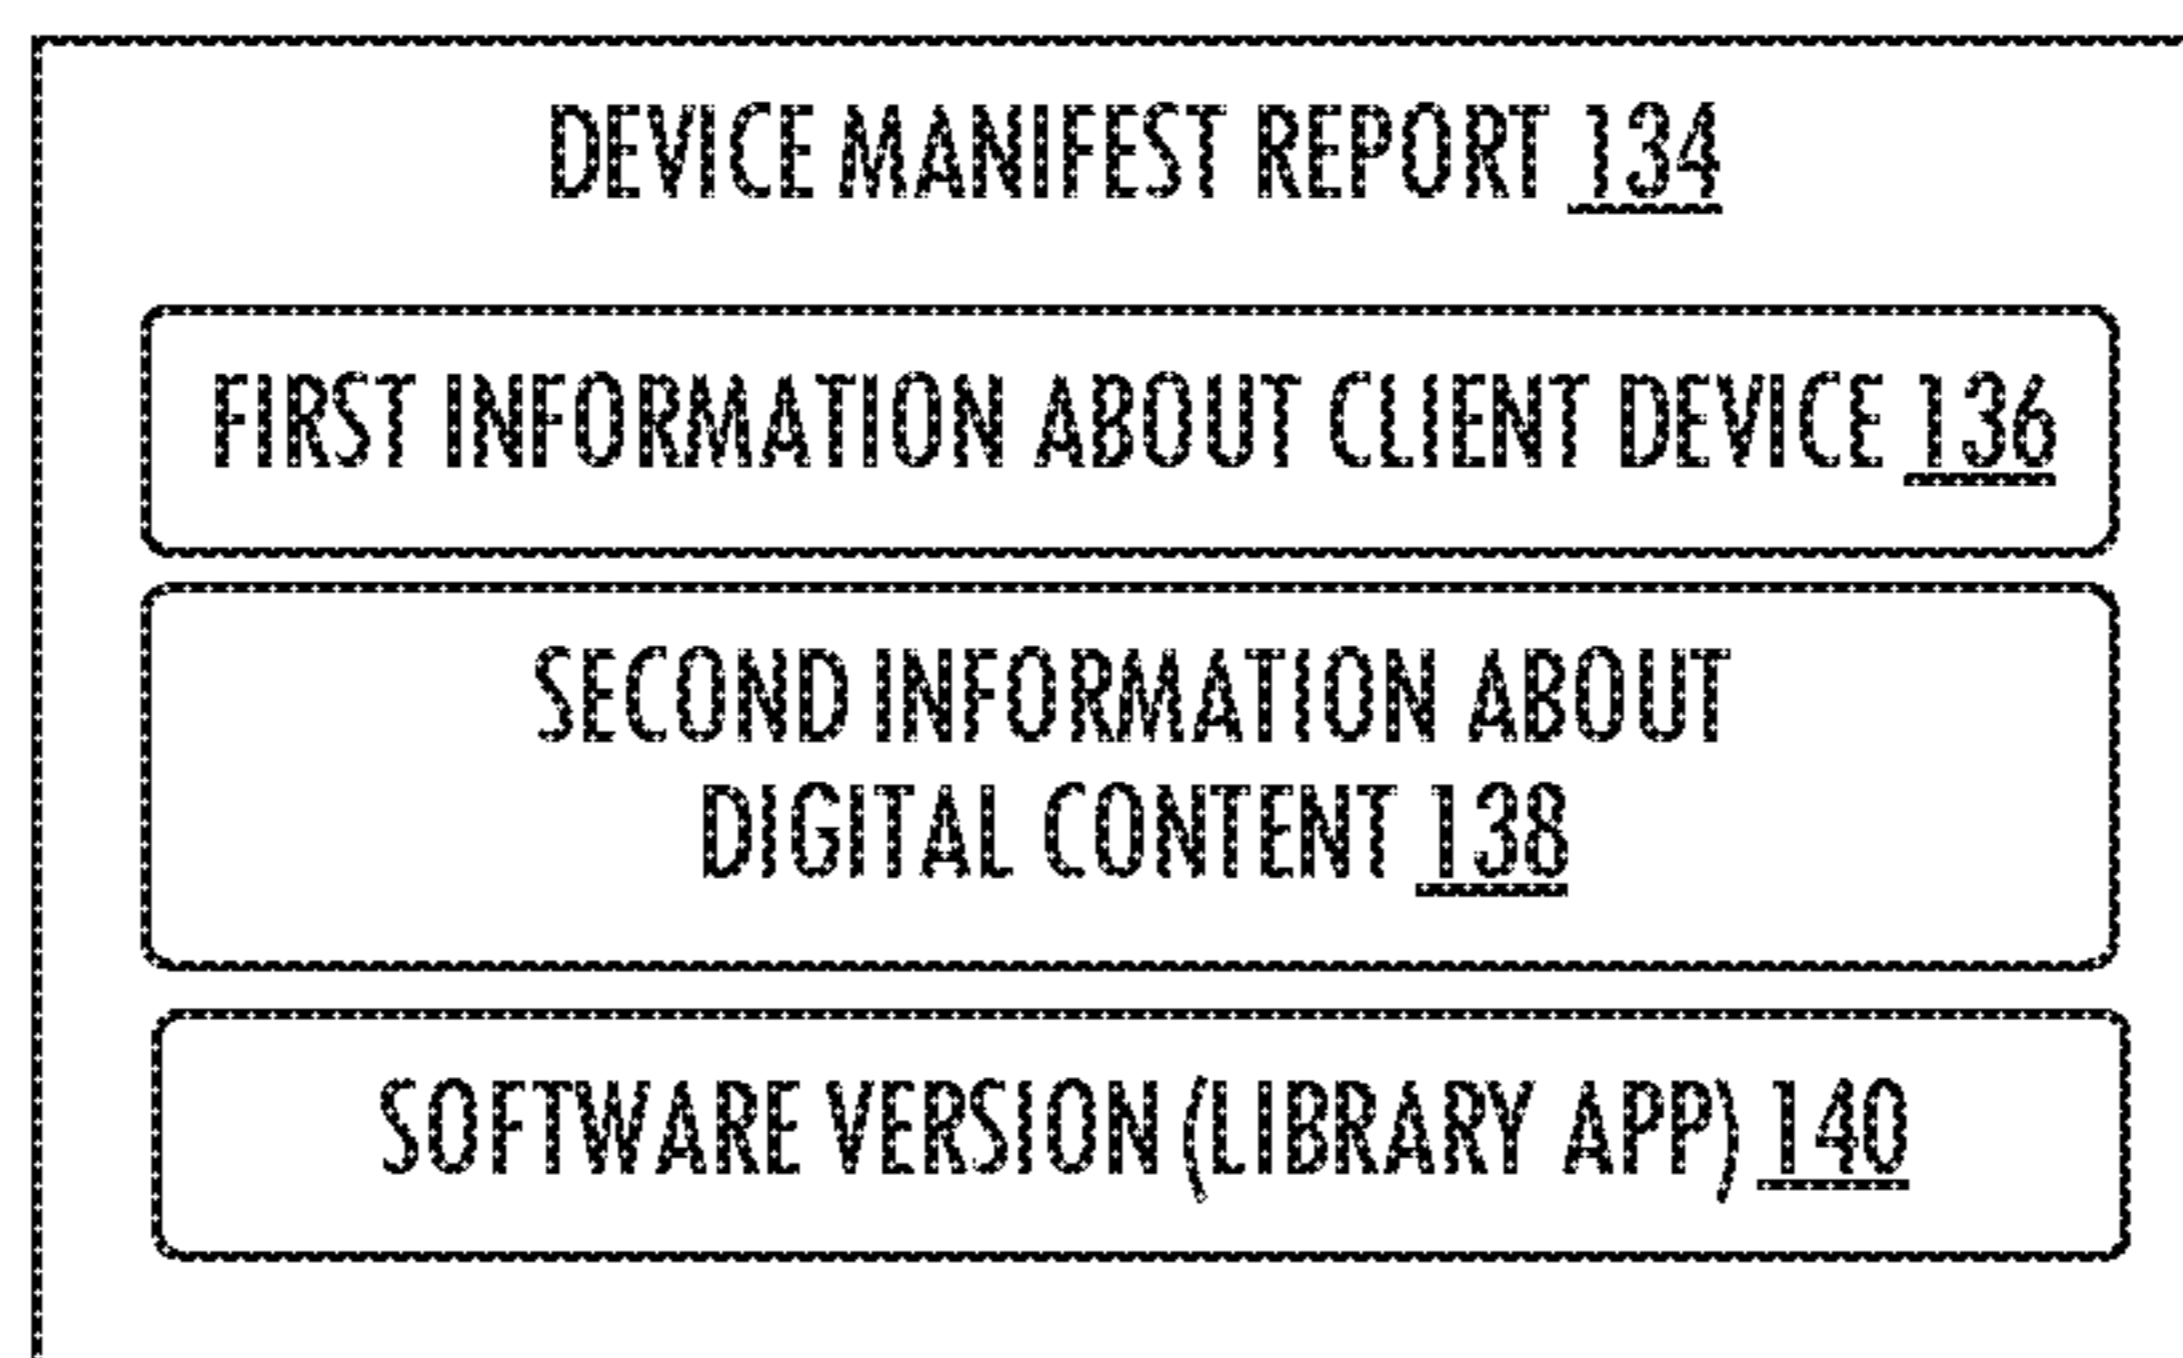 DEVICE MANIFEST REPORT 134
FIRST INFORMATION ABOUT CLIENT DEVICE 136
SECOND INFORMATION ABOUT
DIGITAL CONTENT 138
SOFTWARE VERSION (LIBRARY APP) 140